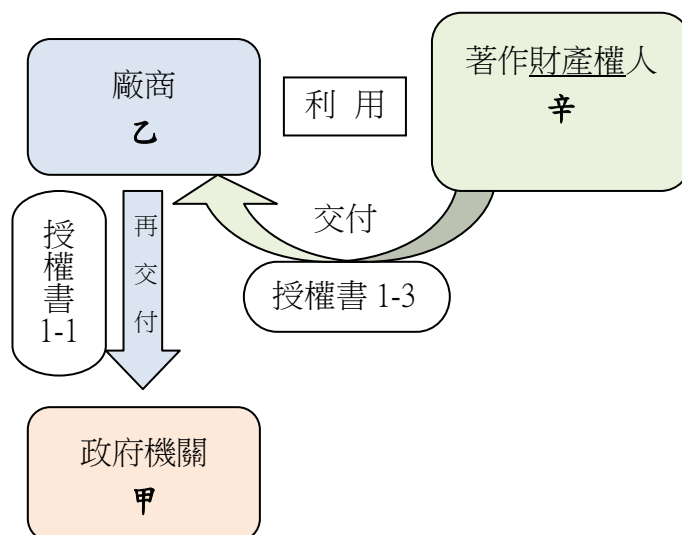 廠商
乙
利 用
著作財產權人
辛
交付
授權書 1-3
授
權
書
1-1
再
交
付
政府機關
甲